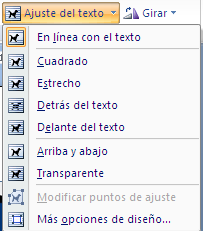 Ajuste del texto Girar
En línea con el texto
Cuadrado
Estrecho
Detrás del texto
Delante del texto
Arriba y abajo
Transparente
Modificar puntos de ajuste
Más opciones de diseño...